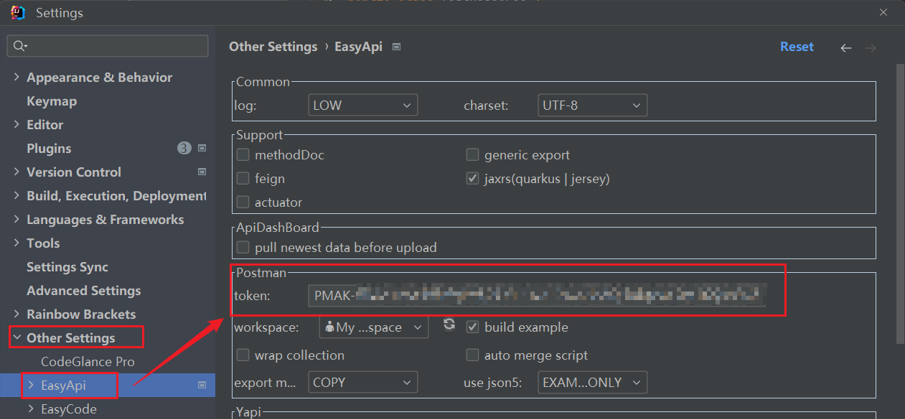 Settings
Other Settings › EasyApi
Reset
Appearance & Behavior
Keymap
Editor
Plugins 3
Version Control
Build, Execution, Deployment
Languages & Frameworks
Tools
Settings Sync
Advanced Settings
Rainbow Brackets
Other Settings
CodeGlance Pro
EasyApi
EasyCode
Common
log: LOW charset: UTF-8
Support
methodDoc generic export
feign jaxrs(quarkus | jersey)
actuator
ApiDashBoard
pull newest data before upload
Postman
token: PMAK-
workspace: My ...space build example
wrap collection auto merge script
export m... COPY use json5: EXAM...ONLY
Yapi